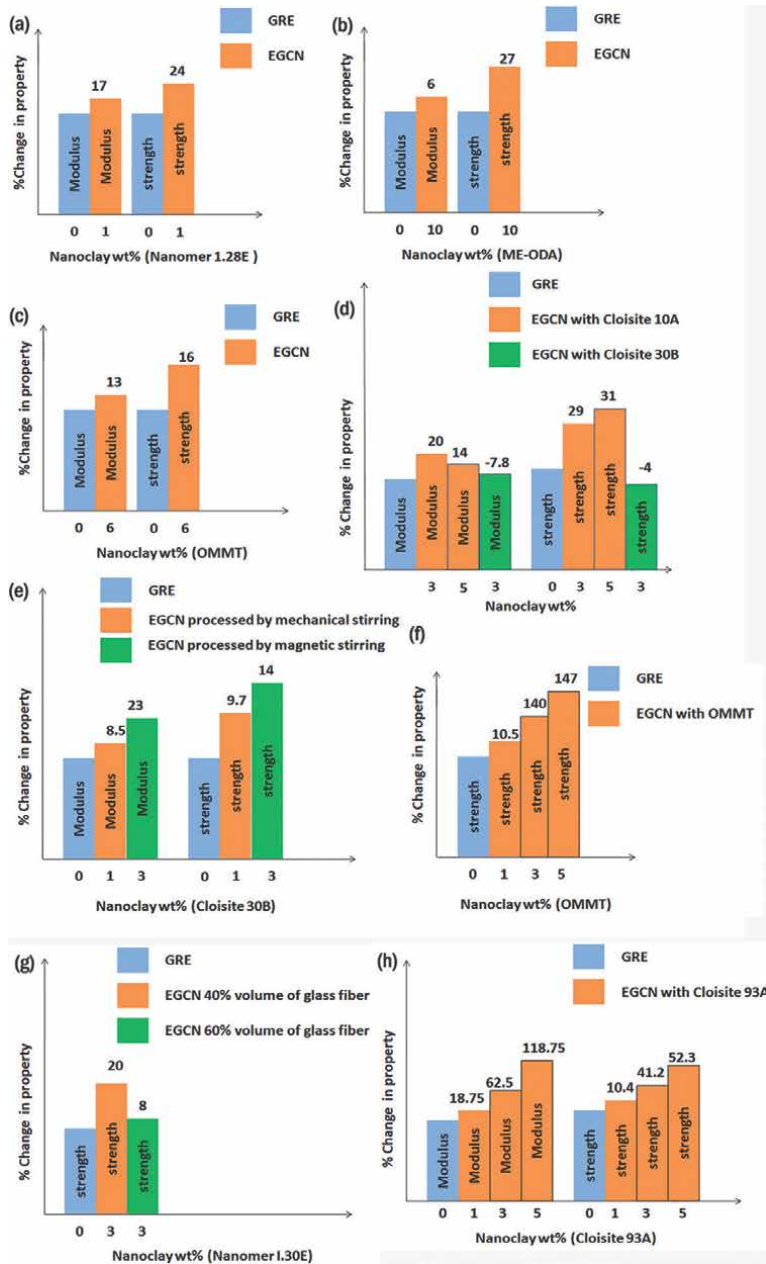 (a)
GRE
EGCN
%Change in property
17
24
Modulus
Modulus
strength
strength
0 1 0 1
Nanoclay wt% (Nanomer 1.28E )
(b)
GRE
EGCN
%Change in property
6
27
Modulus
Modulus
strength
strength
0 10 0 10
Nanoclay wt% (ME-ODA)
(c)
GRE
EGCN
%Change in property
13
16
Modulus
Modulus
strength
strength
0 6 0 6
Nanoclay wt% (OMMT)
(d)
GRE
EGCN with Cloisite 10A
EGCN with Cloisite 30B
% Change in property
20
14
-7.8
29
31
-4
Modulus
Modulus
Modulus
Modulus
strength
strength
strength
strength
3 5 3 0 3 5 3
Nanoclay wt%
(e)
GRE
EGCN processed by mechanical stirring
EGCN processed by magnetic stirring
% Change in property
8.5
23
9.7
14
Modulus
Modulus
Modulus
strength
strength
strength
0 1 3 0 1 3
Nanoclay wt% (Cloisite 30B)
(f)
GRE
EGCN with OMMT
% Change in property
10.5
140
147
strength
strength
strength
strength
0 1 3 5
Nanoclay wt% (OMMT)
(g)
GRE
EGCN 40% volume of glass fiber
EGCN 60% volume of glass fiber
% Change in property
20
8
strength
strength
strength
0 3 3
Nanoclay wt% (Nanomer I.30E)
(h)
GRE
EGCN with Cloisite 93A
% Change in property
18.75
62.5
118.75
10.4
41.2
52.3
Modulus
Modulus
Modulus
Modulus
strength
strength
strength
strength
0 1 3 5 0 1 3 5
Nanoclay wt% (Cloisite 93A)